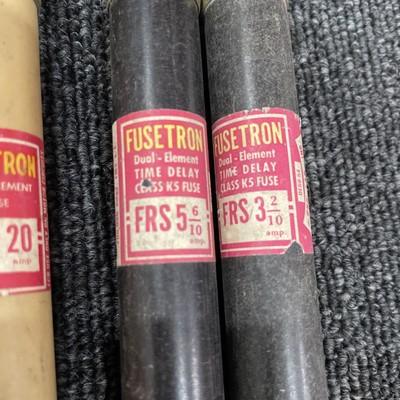 TRON
EMENT
SE
20
amp.
FUSETRON
Dual - Element
TIME DELAY
CLASS K5 FUSE
FRS 5 6/10
amp.
FUSETRON
Dual - Element
TIME DELAY
CLASS K5 FUSE
FRS 3 2/10
amp.